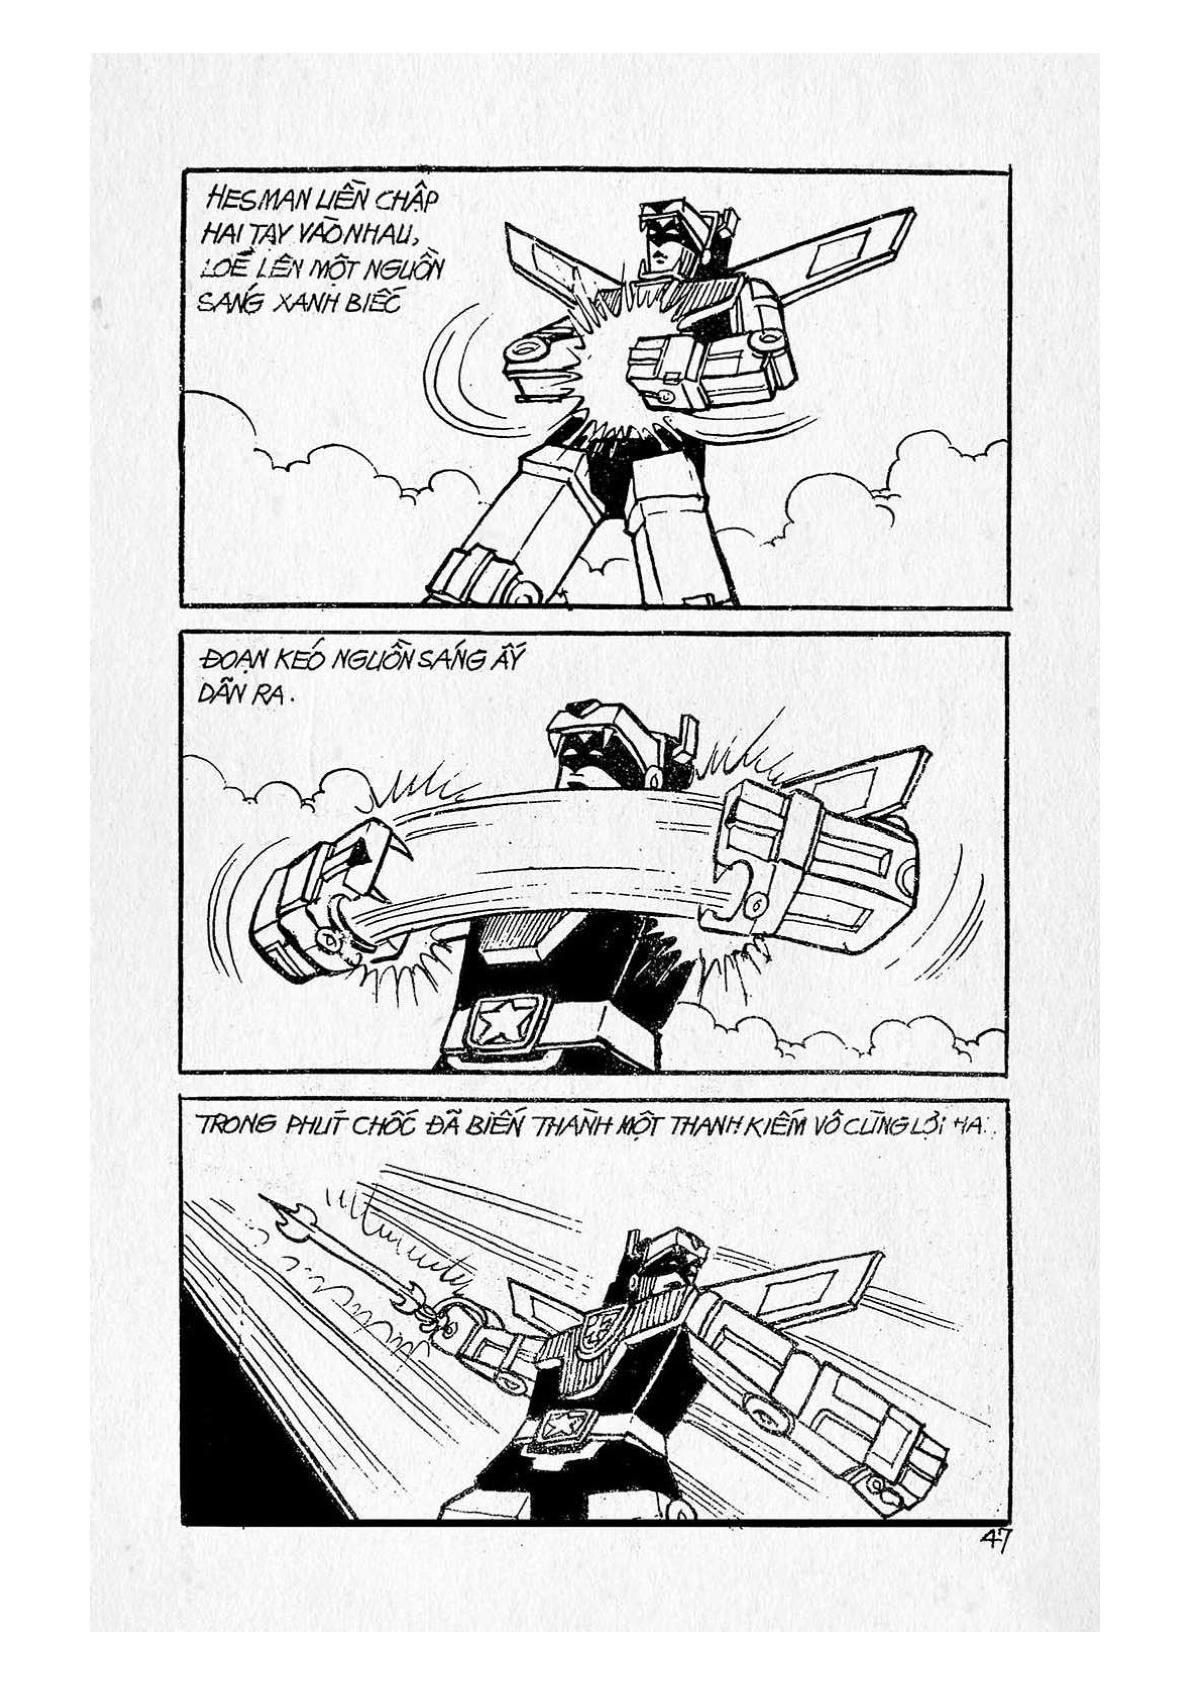 HESMAN LIỀN CHẬP
HAI TAY VÀO NHAU,
LOÉ LÊN MỘT NGUỒN
SÁNG XANH BIẾC
ĐOẠN KÉO NGUỒN SÁNG ẤY
DÃN RA.
TRONG PHÚT CHỐC ĐÃ BIẾN THÀNH MỘT THANH KIẾM VÔ CÙNG LỢI
47